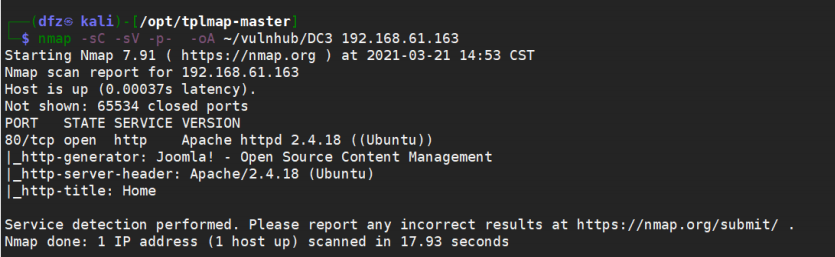 ┌──(dfz㉿ kali)-[/opt/tplmap-master]
└─$ nmap -sC -sV -p-  -oA ~/vulnhub/DC3 192.168.61.163
Starting Nmap 7.91 ( https://nmap.org ) at 2021-03-21 14:53 CST
Nmap scan report for 192.168.61.163
Host is up (0.00037s latency).
Not shown: 65534 closed ports
PORT   STATE SERVICE VERSION
80/tcp open  http    Apache httpd 2.4.18 ((Ubuntu))
|_http-generator: Joomla! - Open Source Content Management
|_http-server-header: Apache/2.4.18 (Ubuntu)
|_http-title: Home
Service detection performed. Please report any incorrect results at https://nmap.org/submit/ .
Nmap done: 1 IP address (1 host up) scanned in 17.93 seconds